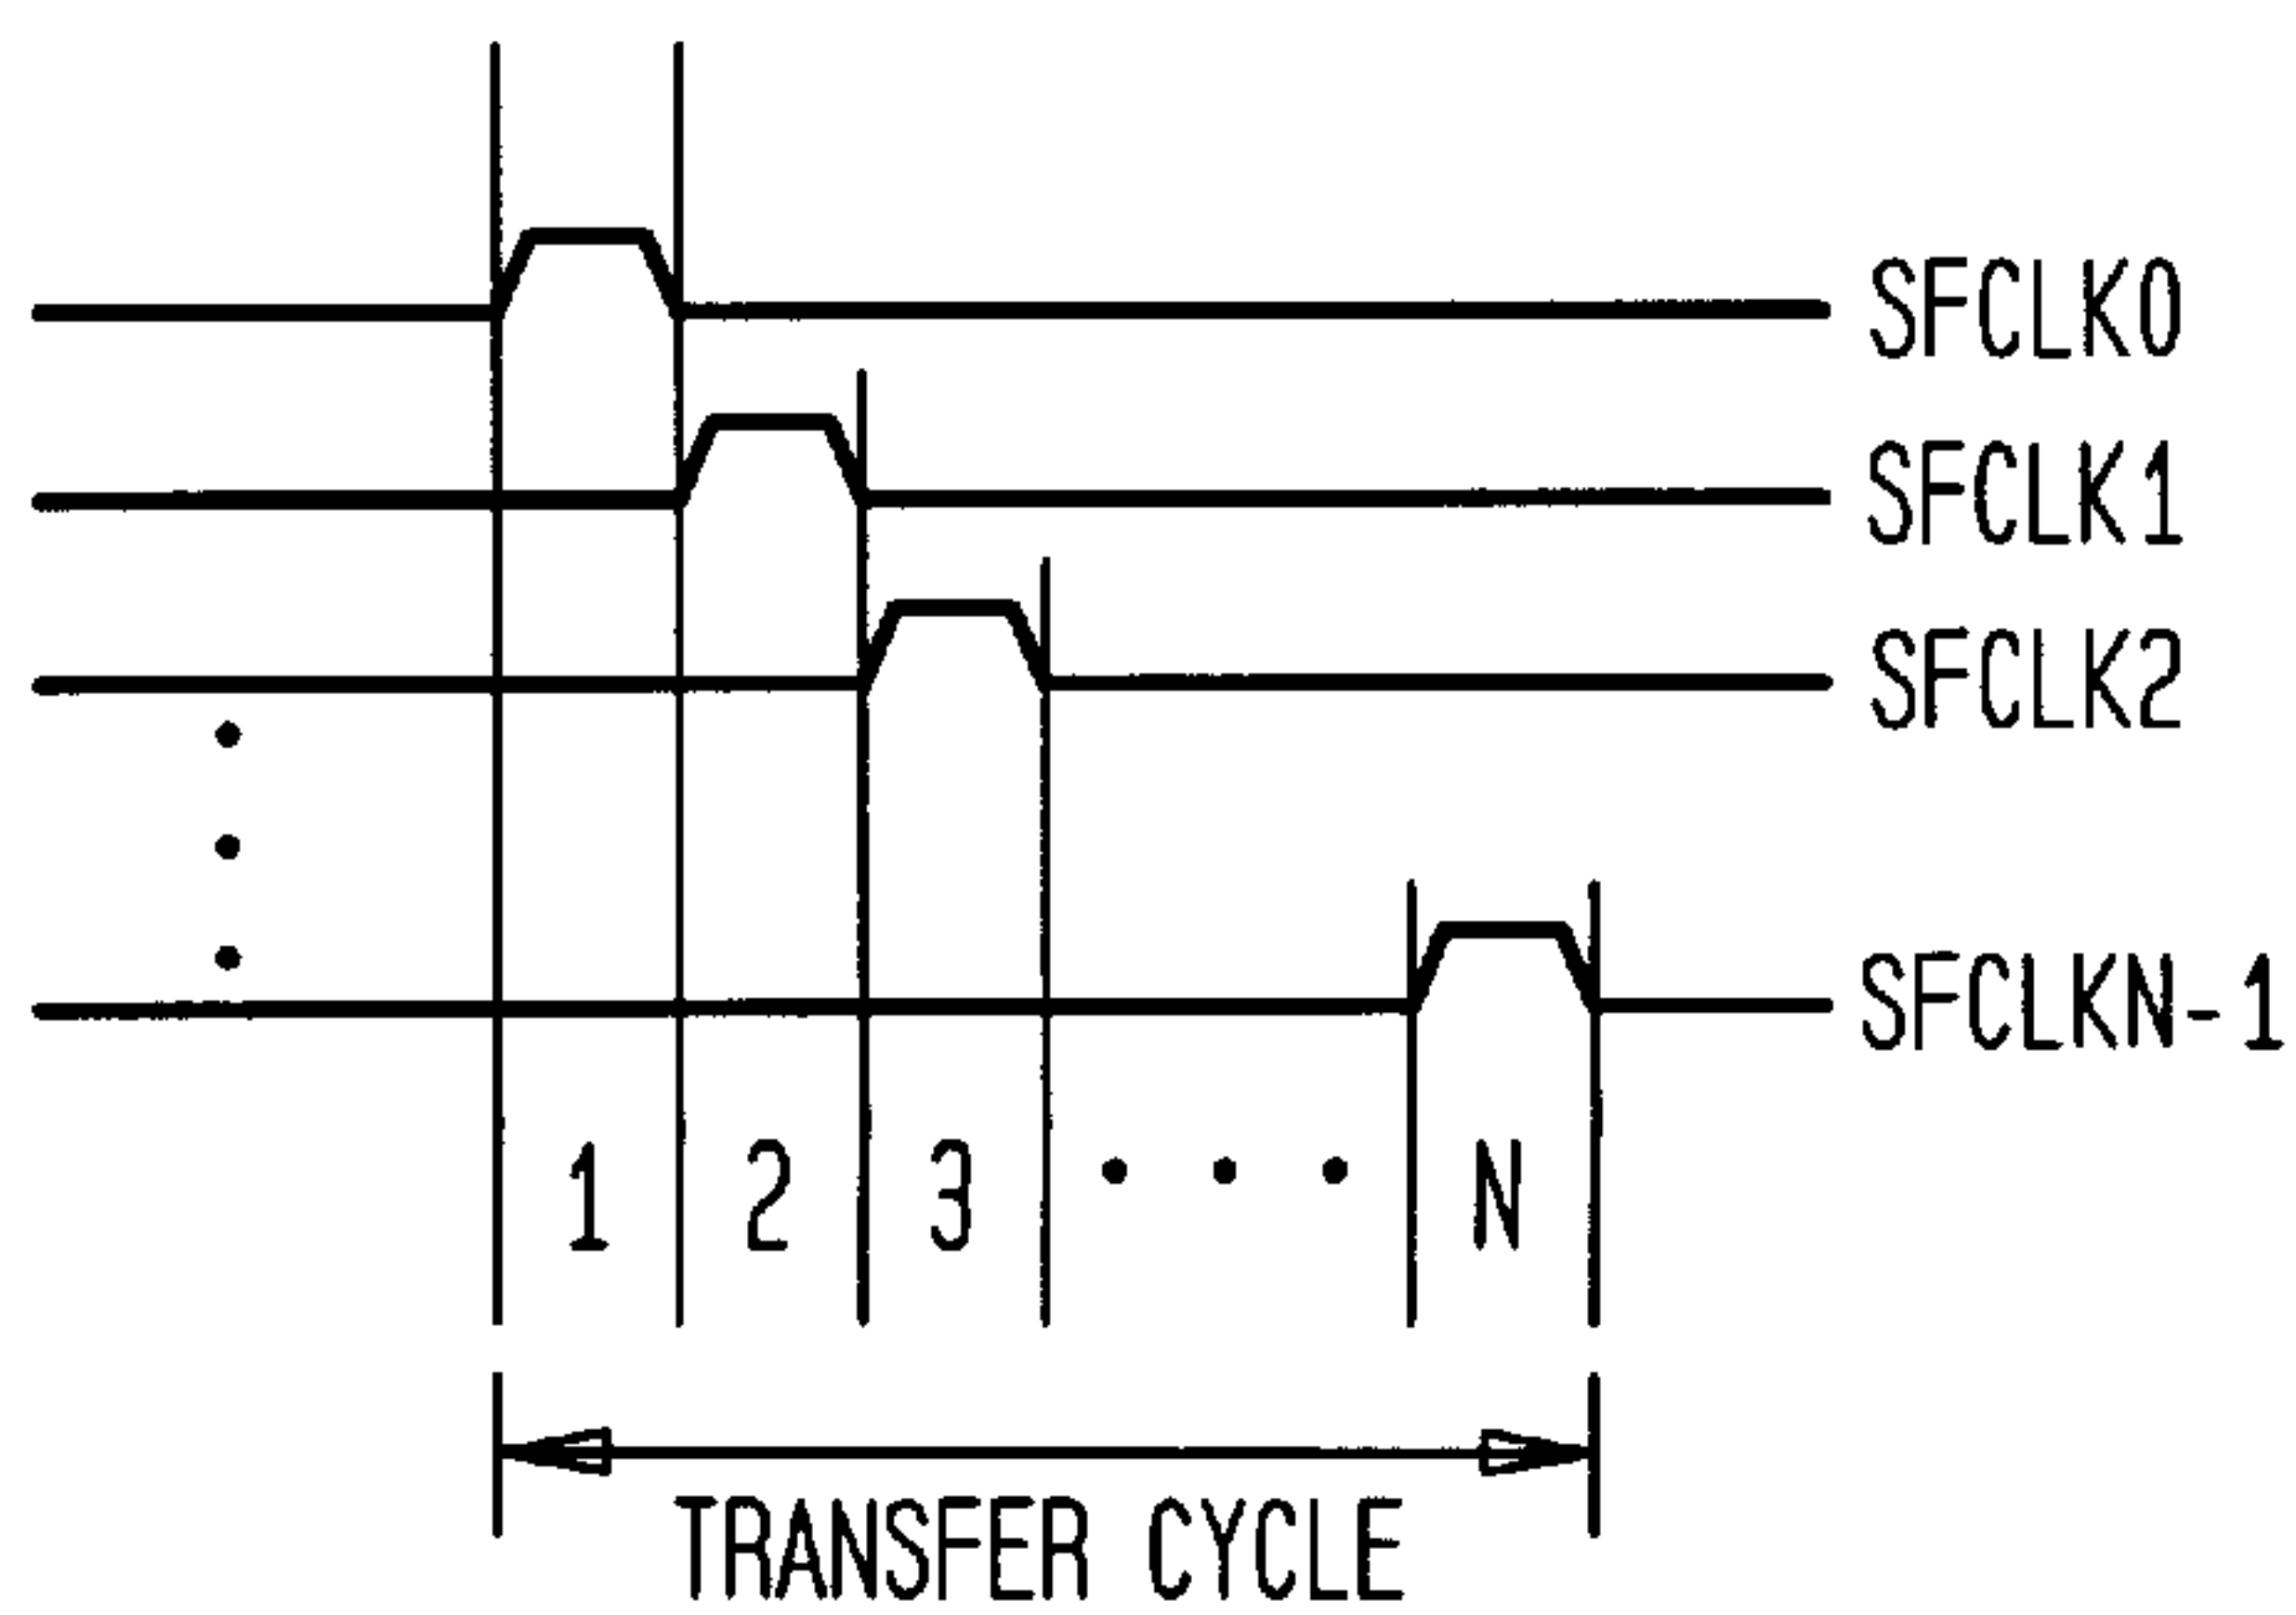 SFCLK0
SFCLK1
SFCLK2
SFCLKN-1
1 2 3 • • • N
TRANSFER CYCLE